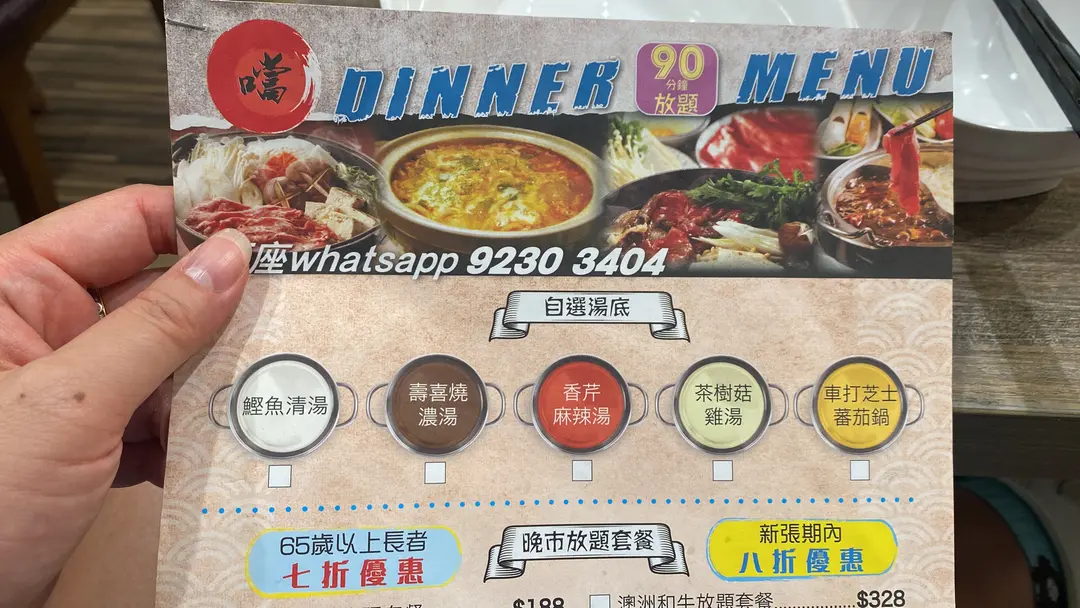 噹
DINNER
90
分鐘
放題
MENU
座whatsapp 9230 3404
自選湯底
鰹魚清湯
壽喜燒
濃湯
香芹
麻辣湯
茶樹菇
雞湯
車打芝士
蕃茄鍋
65歲以上長者
七折優惠
晚市放題套餐
新張期內
八折優惠
$188
澳洲和牛放題套餐....................$328